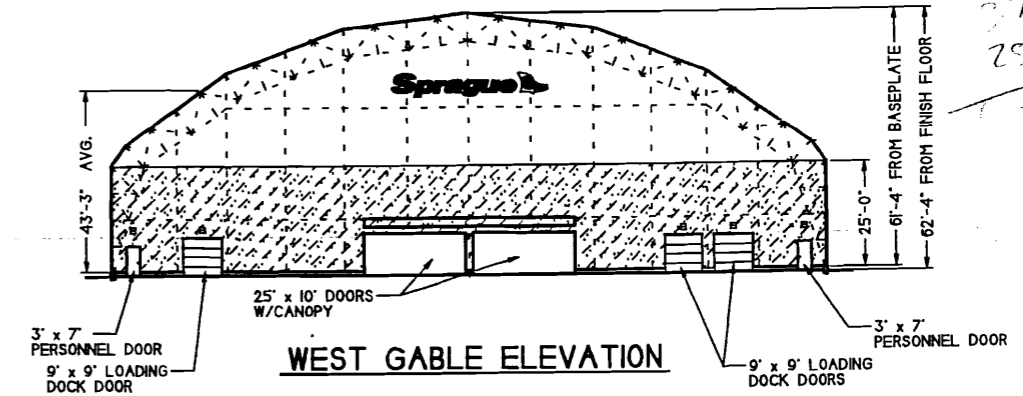 Sprague
AVG.
43'-3"
25'-0"
61'-4" FROM BASEPLATE
62'-4" FROM FINISH FLOOR
25' x 10' DOORS
W/CANOPY
3' x 7'
PERSONNEL DOOR
9' x 9' LOADING
DOCK DOOR
WEST GABLE ELEVATION
9' x 9' LOADING
DOCK DOORS
3' x 7'
PERSONNEL DOOR